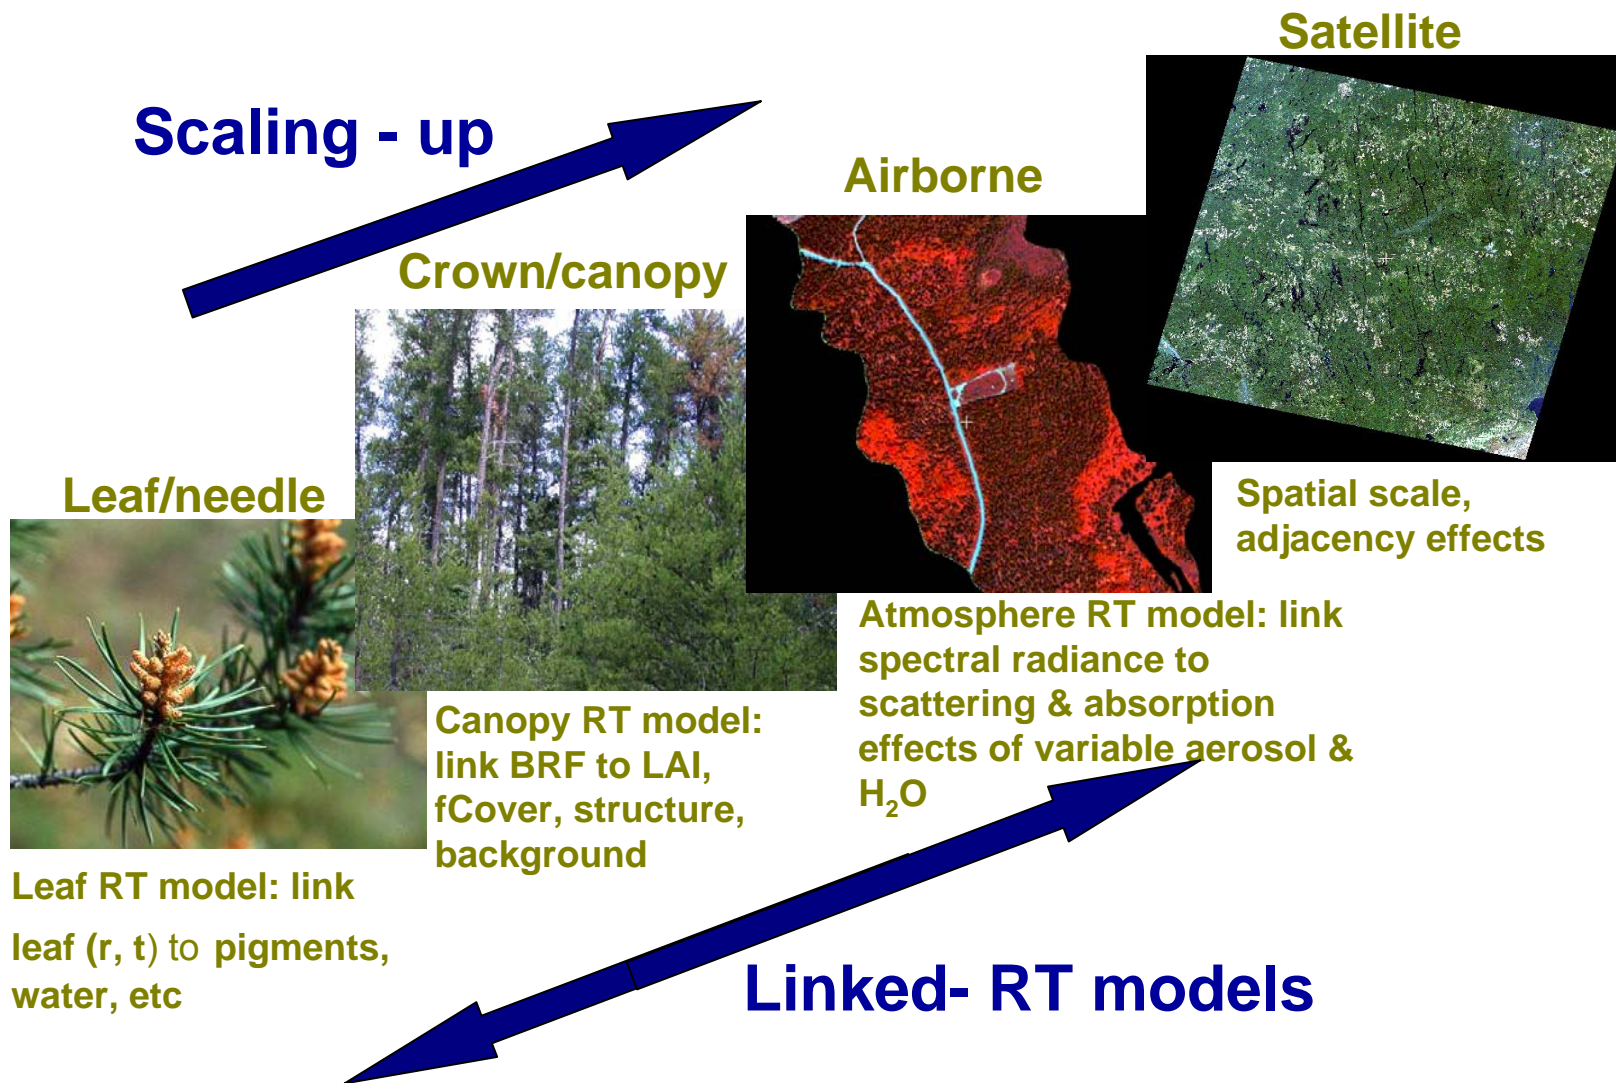 Satellite
Scaling - up
Airborne
Crown/canopy
Leaf/needle
Spatial scale,
adjacency effects
Atmosphere RT model: link
spectral radiance to
scattering & absorption
effects of variable aerosol &
H₂O
Canopy RT model:
link BRF to LAI,
fCover, structure,
background
Leaf RT model: link
leaf (r, t) to pigments,
water, etc
Linked- RT models